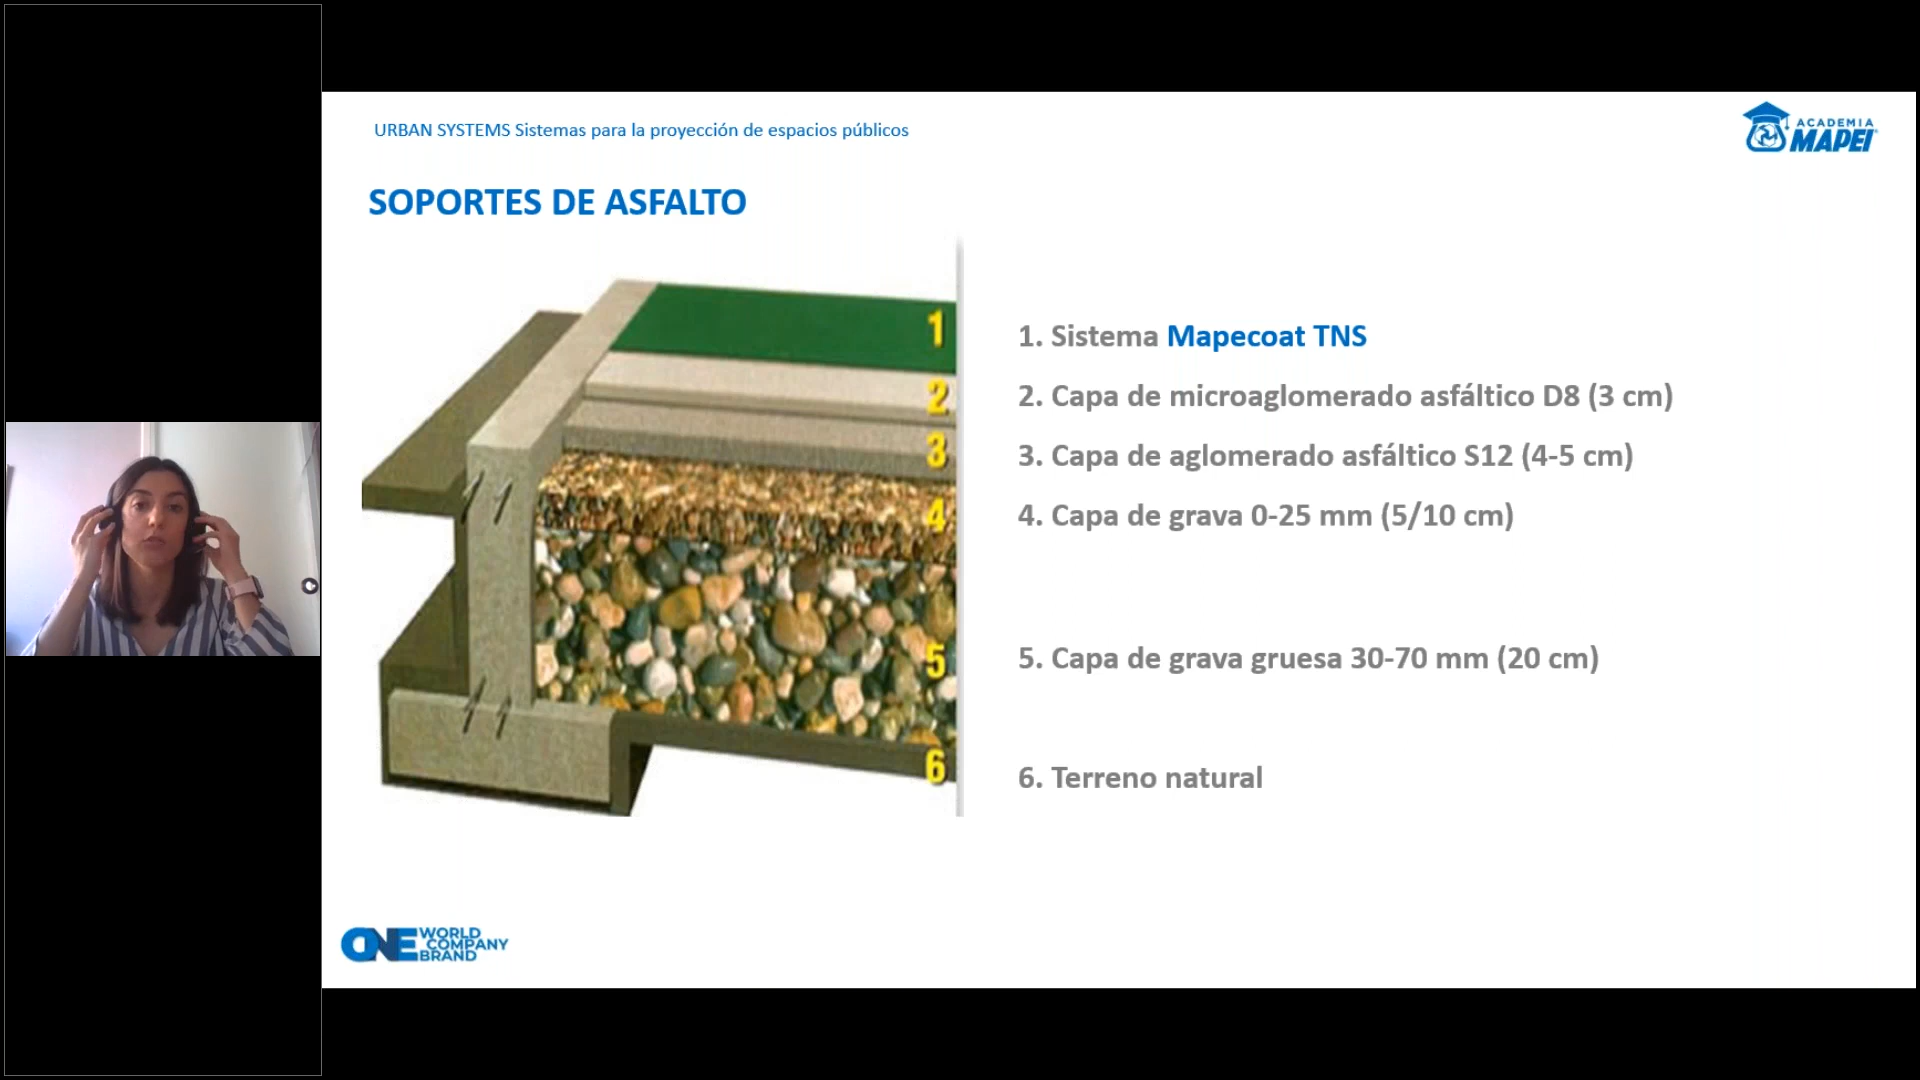 URBAN SYSTEMS Sistemas para la proyección de espacios públicos
ACADEMIA
MAPEI
SOPORTES DE ASFALTO
1
2
3
4
5
6
1. Sistema Mapecoat TNS
2. Capa de microaglomerado asfáltico D8 (3 cm)
3. Capa de aglomerado asfáltico S12 (4-5 cm)
4. Capa de grava 0-25 mm (5/10 cm)
5. Capa de grava gruesa 30-70 mm (20 cm)
6. Terreno natural
ONE WORLD
COMPANY
BRAND